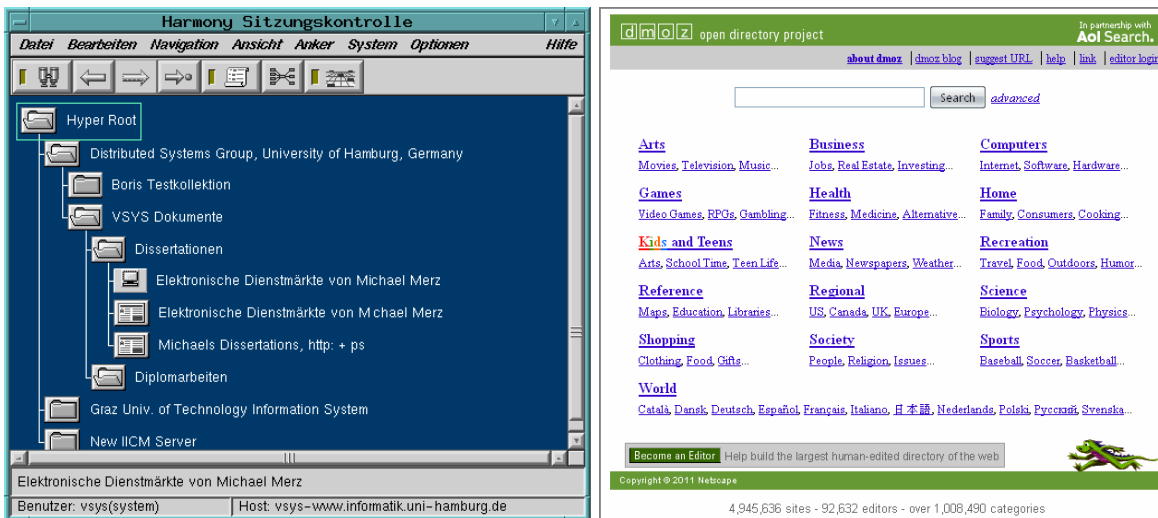 Harmony Sitzungskontrolle
Datei Bearbeiten Navigation Ansicht Anker System Optionen Hilfe
Hyper Root
Distributed Systems Group, University of Hamburg, Germany
Boris Testkollektion
VSYS Dokumente
Dissertationen
Elektronische Dienstmärkte von Michael Merz
Elektronische Dienstmärkte von Mchael Merz
Michaels Dissertations, http: + ps
Diplomarbeiten
Graz Univ. of Technology Information System
New IICM Server
Elektronische Dienstmärkte von Michael Merz
Benutzer: vsys(system) Host: vsys-www.informatik.uni-hamburg.de
dmoz open directory project
In partnership with
Aol Search.
about dmoz | dmoz blog | suggest URL | help | link | editor login
Search advanced
Arts Business Computers
Movies, Television, Music... Jobs, Real Estate, Investing... Internet, Software, Hardware...
Games Health Home
Video Games, RPGs, Gambling... Fitness, Medicine, Alternative... Family, Consumers, Cooking...
Kids and Teens News Recreation
Arts, School Time, Teen Life... Media, Newspapers, Weather... Travel, Food, Outdoors, Humor...
Reference Regional Science
Maps, Education, Libraries... US, Canada, UK, Europe... Biology, Psychology, Physics...
Shopping Society Sports
Clothing, Food, Gifts... People, Religion, Issues... Baseball, Soccer, Basketball...
World
Català, Dansk, Deutsch, Español, Français, Italiano, 日本語, Nederlands, Polski, Русский, Svenska...
Become an Editor Help build the largest human-edited directory of the web
Copyright © 2011 Netscape
4,945,636 sites - 92,632 editors - over 1,008,490 categories